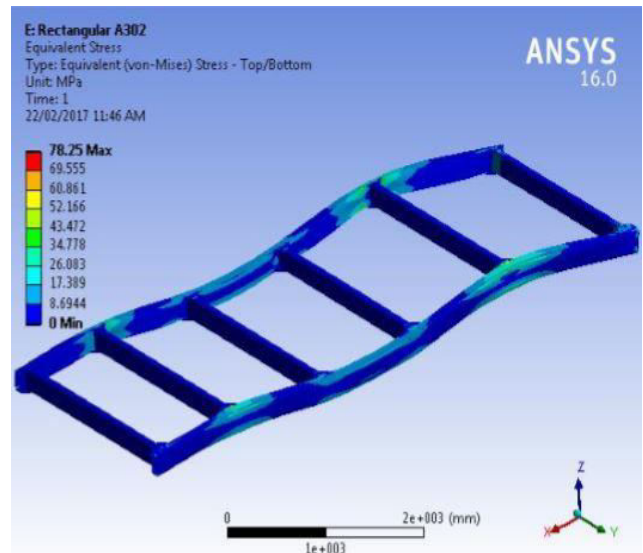 E: Rectangular A302
Equivalent Stress
Type: Equivalent (von-Mises) Stress - Top/Bottom
Unit: MPa
Time: 1
22/02/2017 11:46 AM
ANSYS
16.0
78.25 Max
69.555
60.861
52.166
43.472
34.778
26.083
17.389
8.6944
0 Min
0
2e+003 (mm)
1e+003
Z
X
Y